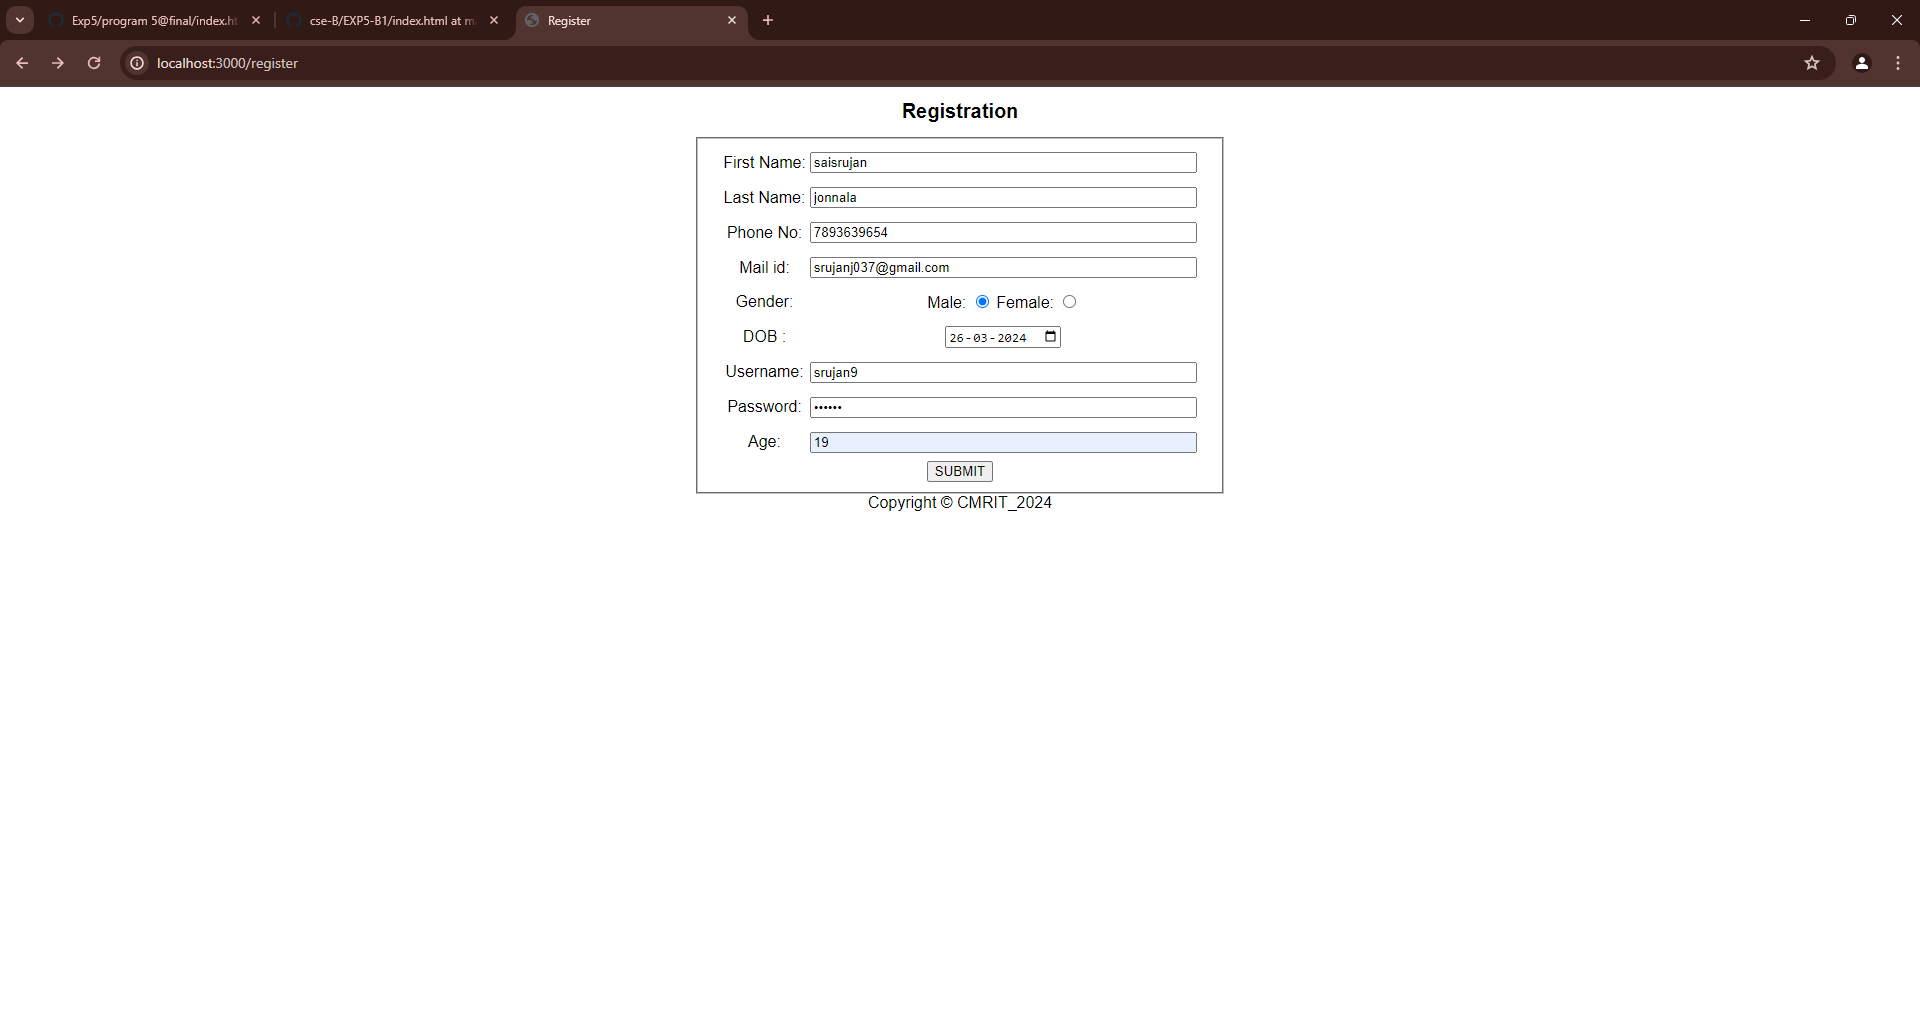 Exp5/program 5@final/index.ht
cse-B/EXP5-B1/index.html at m
Register
localhost:3000/register
Registration
First Name: saisrujan
Last Name: jonnala
Phone No: 7893639654
Mail id: srujanj037@gmail.com
Gender: Male: Female:
DOB : 26-03-2024
Username: srujan9
Password: ••••••
Age: 19
SUBMIT
Copyright © CMRIT_2024